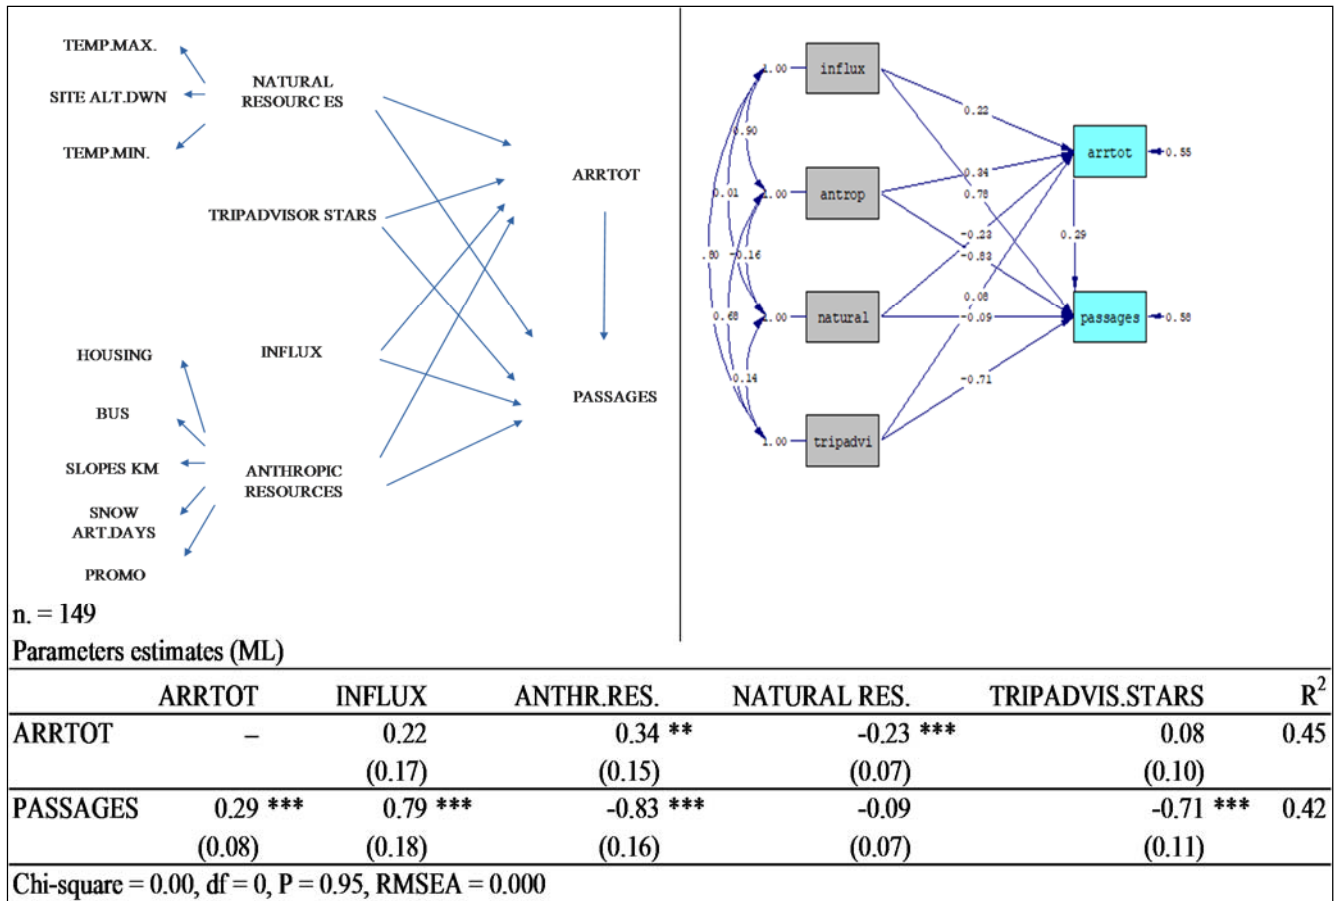 TEMP.MAX.
SITE ALT.DWN
TEMP.MIN.
NATURAL
RESOURC ES
TRIPADVISOR STARS
ARRTOT
HOUSING
INFLUX
BUS
PASSAGES
SLOPES KM
ANTHROPIC
RESOURCES
SNOW
ART.DAYS
PROMO
1.00
influx
0.22
0.90
arrtot
0.55
0.34
0.01
1.00
antrop
0.78
-0.23
0.29
.80
-0.16
-0.83
0.08
0.68
1.00
natural
-0.09
passages
0.58
0.14
-0.71
1.00
tripadvi
n. = 149
Parameters estimates (ML)
ARRTOT INFLUX ANTHR.RES. NATURAL RES. TRIPADVIS.STARS R²
ARRTOT – 0.22 0.34 ** -0.23 *** 0.08 0.45
(0.17) (0.15) (0.07) (0.10)
PASSAGES 0.29 *** 0.79 *** -0.83 *** -0.09 -0.71 *** 0.42
(0.08) (0.18) (0.16) (0.07) (0.11)
Chi-square = 0.00, df = 0, P = 0.95, RMSEA = 0.000